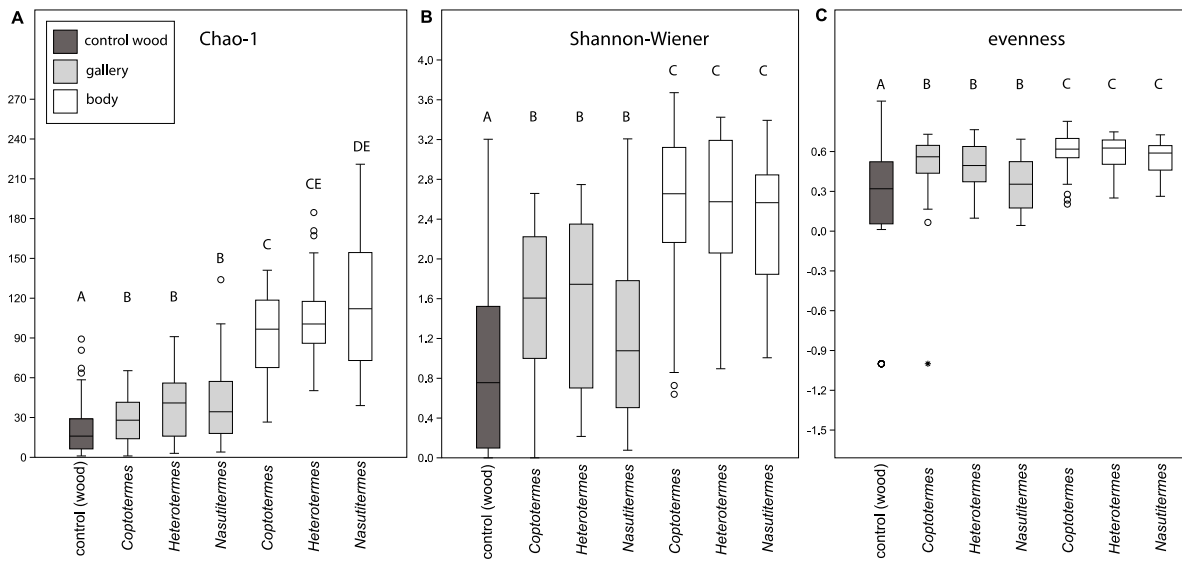 A
Chao-1
control wood
gallery
body
270
240
210
180
150
120
90
60
30
0
A
B
B
B
C
CE
DE
control (wood)
Coptotermes
Heterotermes
Nasutitermes
Coptotermes
Heterotermes
Nasutitermes
B
Shannon-Wiener
4.0
3.6
3.2
2.8
2.4
2.0
1.6
1.2
0.8
0.4
0.0
A
B
B
B
C
C
C
control (wood)
Coptotermes
Heterotermes
Nasutitermes
Coptotermes
Heterotermes
Nasutitermes
C
evenness
0.6
0.3
0.0
-0.3
-0.6
-0.9
-1.2
-1.5
A
B
B
B
C
C
C
control (wood)
Coptotermes
Heterotermes
Nasutitermes
Coptotermes
Heterotermes
Nasutitermes